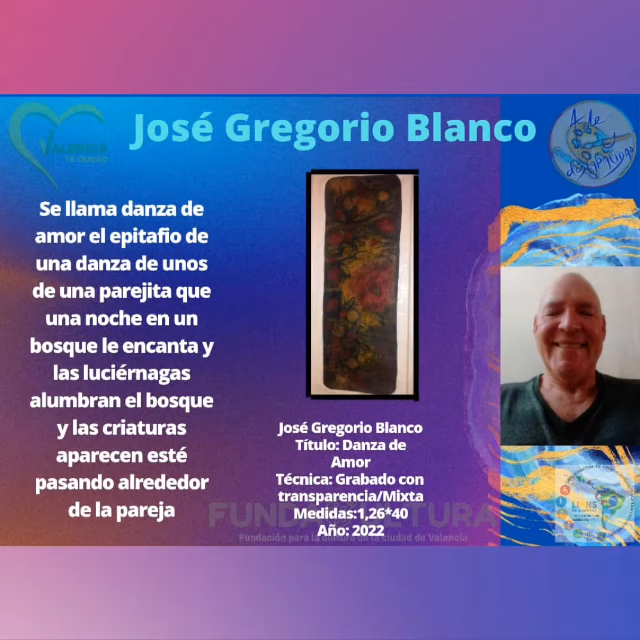 José Gregorio Blanco
VALENCIA
TE QUIERO
Se llama danza de
amor el epitafio de
una danza de unos
de una parejita que
una noche en un
bosque le encanta y
las luciérnagas
alumbran el bosque
y las criaturas
aparecen esté
pasando alrededor
de la pareja
José Gregorio Blanco
Título: Danza de
Amor
Técnica: Grabado con
transparencia/Mixta
Medidas:1,26*40
Año: 2022
Fundación para la cultura de la ciudad de Valencia